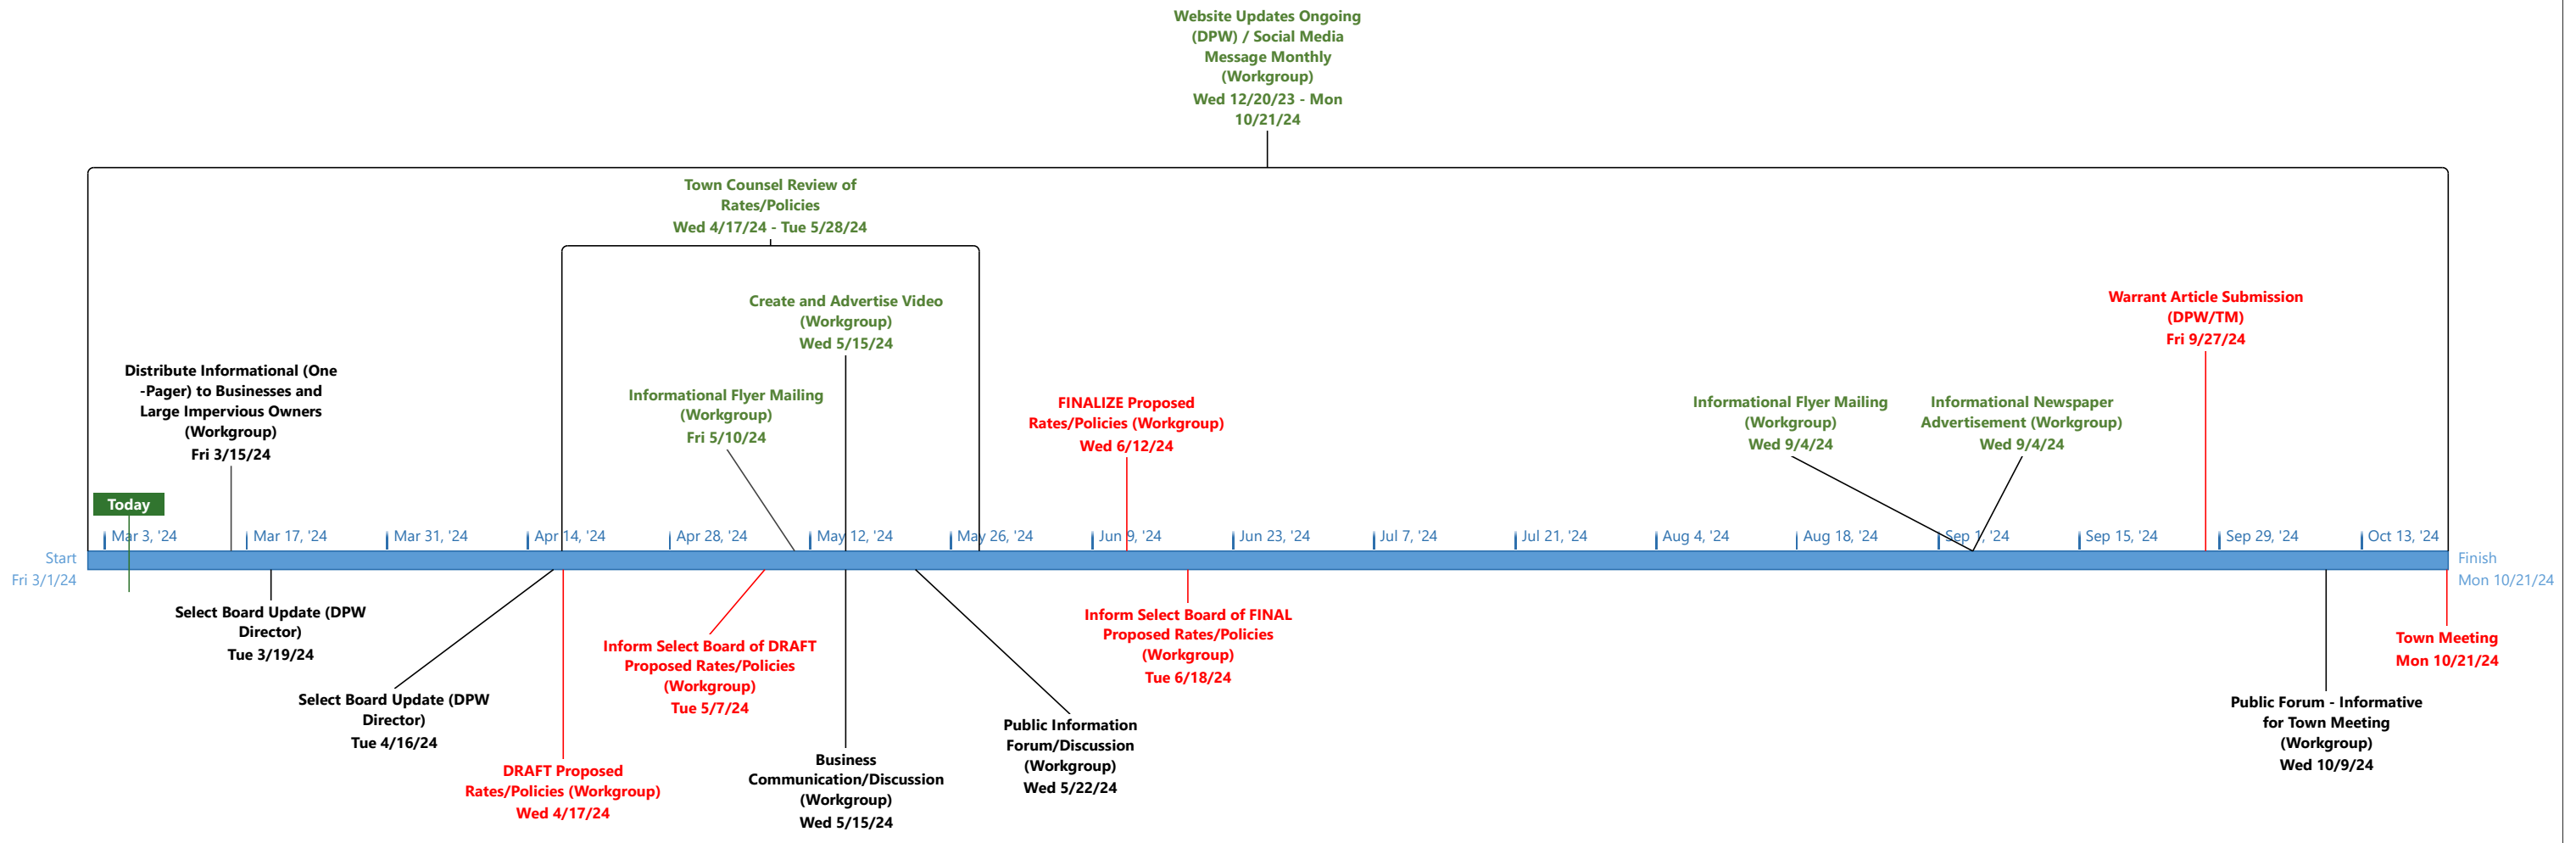 Website Updates Ongoing
(DPW) / Social Media
Message Monthly
(Workgroup)
Wed 12/20/23 - Mon
10/21/24
Town Counsel Review of
Rates/Policies
Wed 4/17/24 - Tue 5/28/24
Create and Advertise Video
(Workgroup)
Wed 5/15/24
Warrant Article Submission
(DPW/TM)
Fri 9/27/24
Distribute Informational (One
-Pager) to Businesses and
Large Impervious Owners
(Workgroup)
Fri 3/15/24
Informational Flyer Mailing
(Workgroup)
Fri 5/10/24
FINALIZE Proposed
Rates/Policies (Workgroup)
Wed 6/12/24
Informational Flyer Mailing
(Workgroup)
Wed 9/4/24
Informational Newspaper
Advertisement (Workgroup)
Wed 9/4/24
Today
Mar 3, '24
Mar 17, '24
Mar 31, '24
Apr 14, '24
Apr 28, '24
May 12, '24
May 26, '24
Jun 9, '24
Jun 23, '24
Jul 7, '24
Jul 21, '24
Aug 4, '24
Aug 18, '24
Sep 1, '24
Sep 15, '24
Sep 29, '24
Oct 13, '24
Start
Fri 3/1/24
Finish
Mon 10/21/24
Select Board Update (DPW
Director)
Tue 3/19/24
Select Board Update (DPW
Director)
Tue 4/16/24
DRAFT Proposed
Rates/Policies (Workgroup)
Wed 4/17/24
Inform Select Board of DRAFT
Proposed Rates/Policies
(Workgroup)
Tue 5/7/24
Business
Communication/Discussion
(Workgroup)
Wed 5/15/24
Public Information
Forum/Discussion
(Workgroup)
Wed 5/22/24
Inform Select Board of FINAL
Proposed Rates/Policies
(Workgroup)
Tue 6/18/24
Public Forum - Informative
for Town Meeting
(Workgroup)
Wed 10/9/24
Town Meeting
Mon 10/21/24